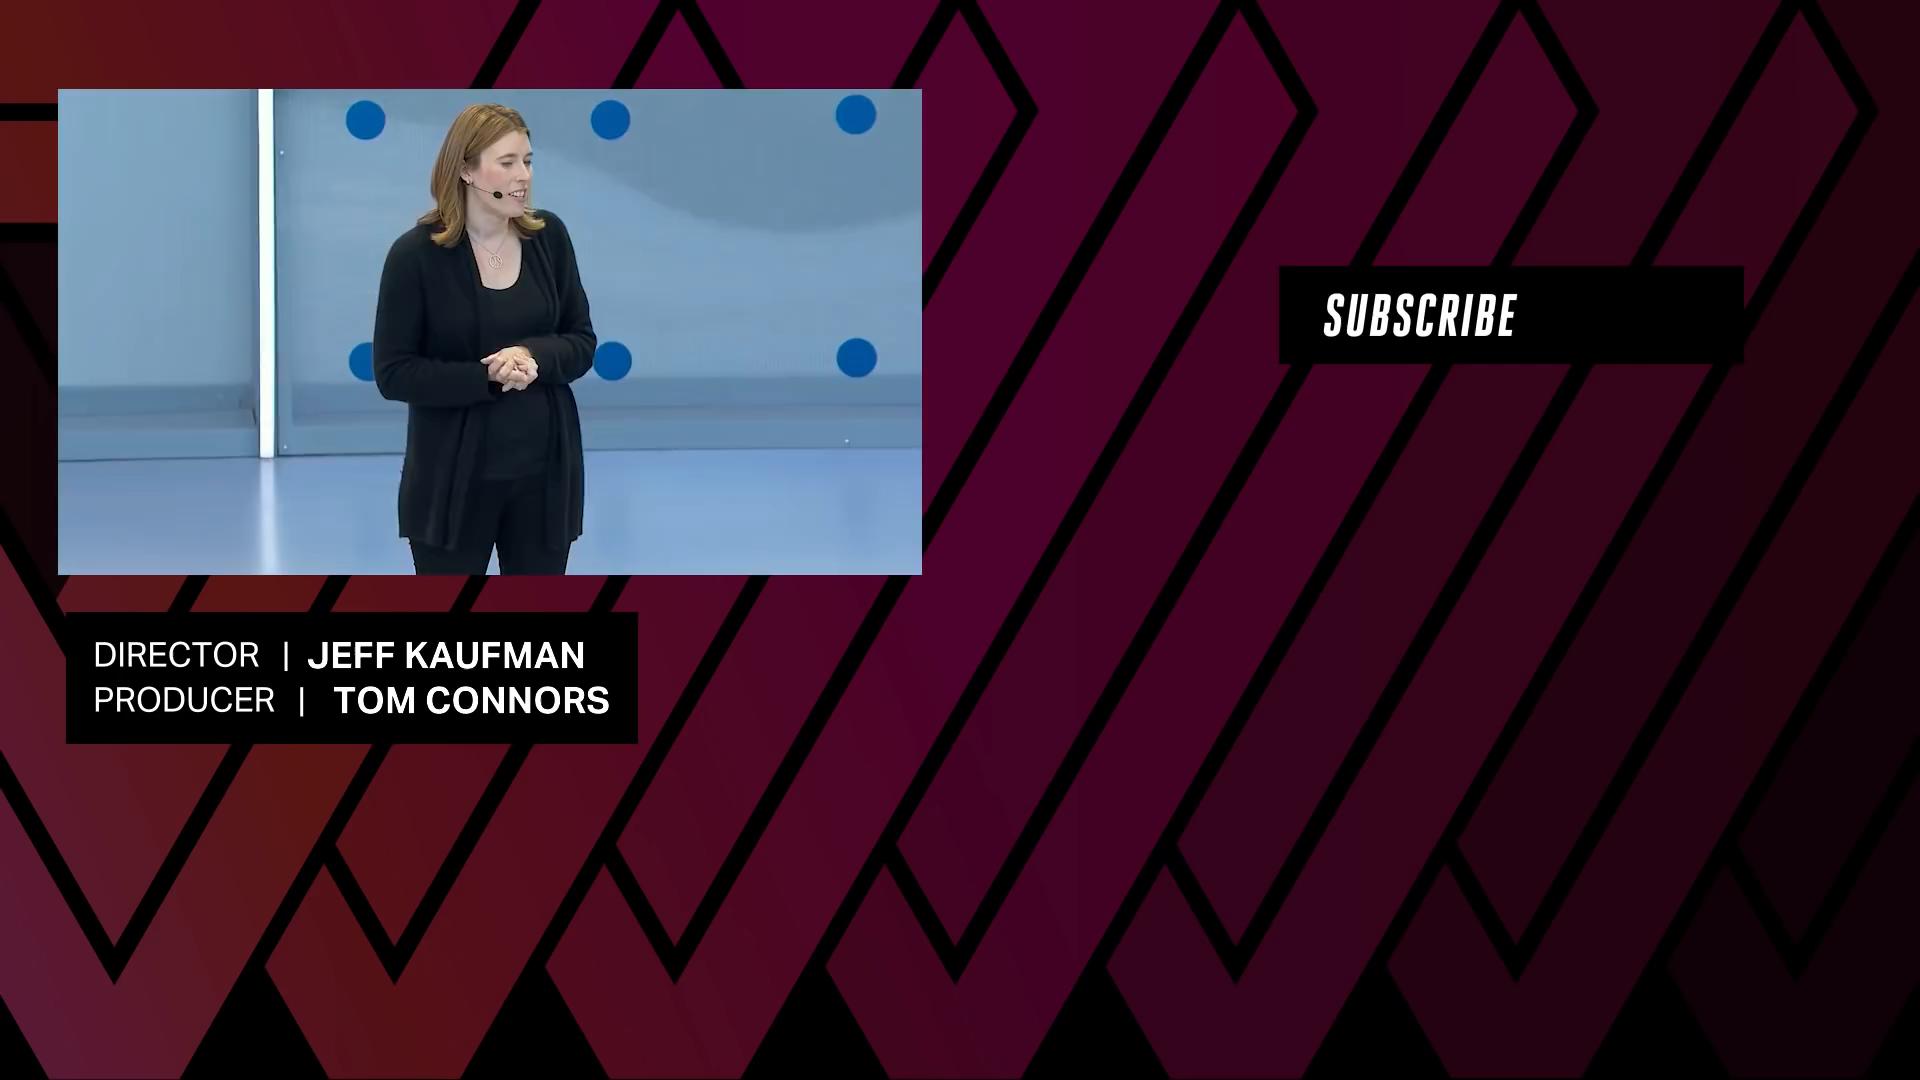 SUBSCRIBE
DIRECTOR | JEFF KAUFMAN
PRODUCER | TOM CONNORS